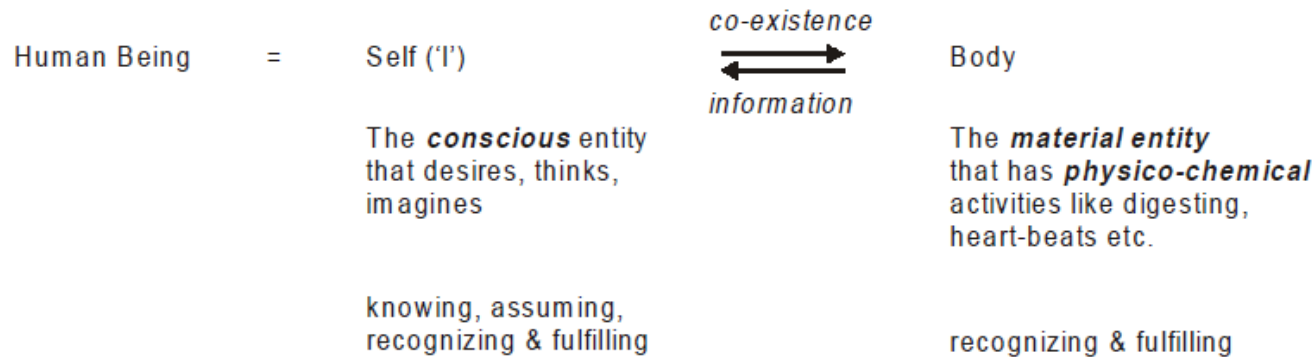 co-existence
Human Being = Self (‘I’) Body
information
The conscious entity
that desires, thinks,
imagines
The material entity
that has physico-chemical
activities like digesting,
heart-beats etc.
knowing, assuming,
recognizing & fulfilling
recognizing & fulfilling